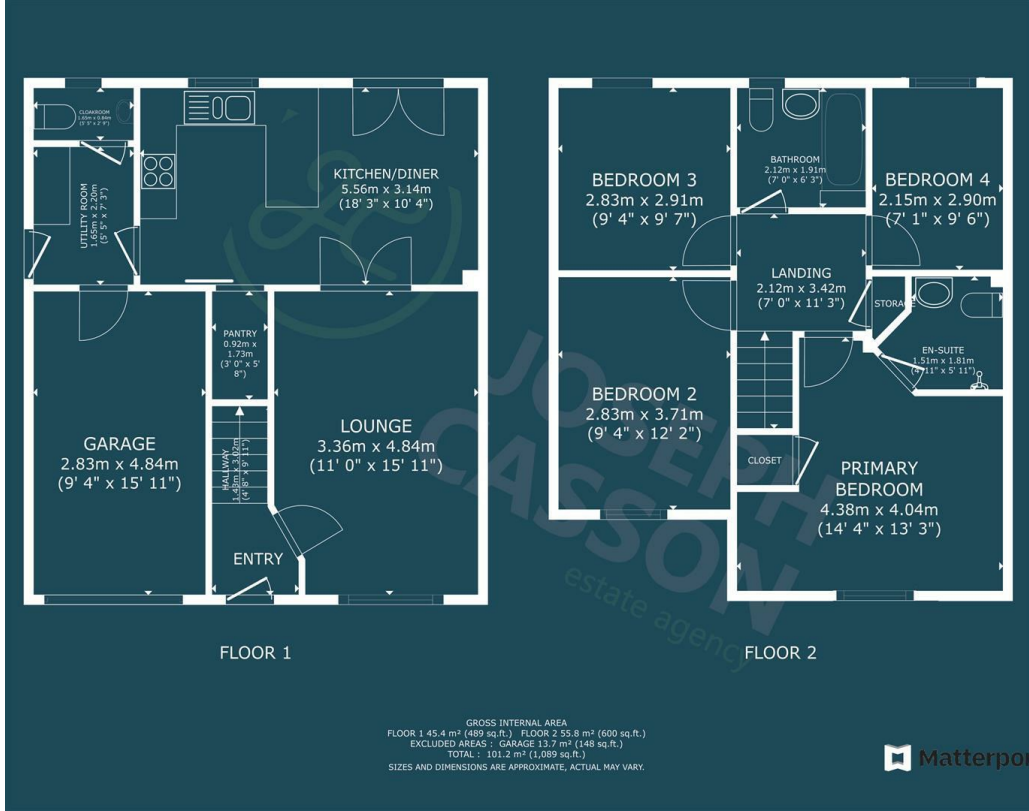 CLOAKROOM
1.65m x 0.84m
(5' 5" x 2' 9")
KITCHEN/DINER
5.56m x 3.14m
(18' 3" x 10' 4")
UTILITY ROOM
1.65m x 2.20m
(5' 5" x 7' 3")
PANTRY
0.92m x
1.73m
(3' 0" x 5'
8")
GARAGE
2.83m x 4.84m
(9' 4" x 15' 11")
HALLWAY
1.43m x 3.02m
(4' 8" x 9' 11")
LOUNGE
3.36m x 4.84m
(11' 0" x 15' 11")
ENTRY
FLOOR 1
BEDROOM 3
2.83m x 2.91m
(9' 4" x 9' 7")
BATHROOM
2.12m x 1.91m
(7' 0" x 6' 3")
BEDROOM 4
2.15m x 2.90m
(7' 1" x 9' 6")
LANDING
2.12m x 3.42m
(7' 0" x 11' 3")
STORAGE
EN-SUITE
1.51m x 1.81m
(4' 11" x 5' 11")
BEDROOM 2
2.83m x 3.71m
(9' 4" x 12' 2")
CLOSET
PRIMARY
BEDROOM
4.38m x 4.04m
(14' 4" x 13' 3")
FLOOR 2
JOSEPH
CASSON
estate agency
GROSS INTERNAL AREA
FLOOR 1 45.4 m² (489 sq.ft.) FLOOR 2 55.8 m² (600 sq.ft.)
EXCLUDED AREAS : GARAGE 13.7 m² (148 sq.ft.)
TOTAL : 101.2 m² (1,089 sq.ft.)
SIZES AND DIMENSIONS ARE APPROXIMATE, ACTUAL MAY VARY.
Matterpor